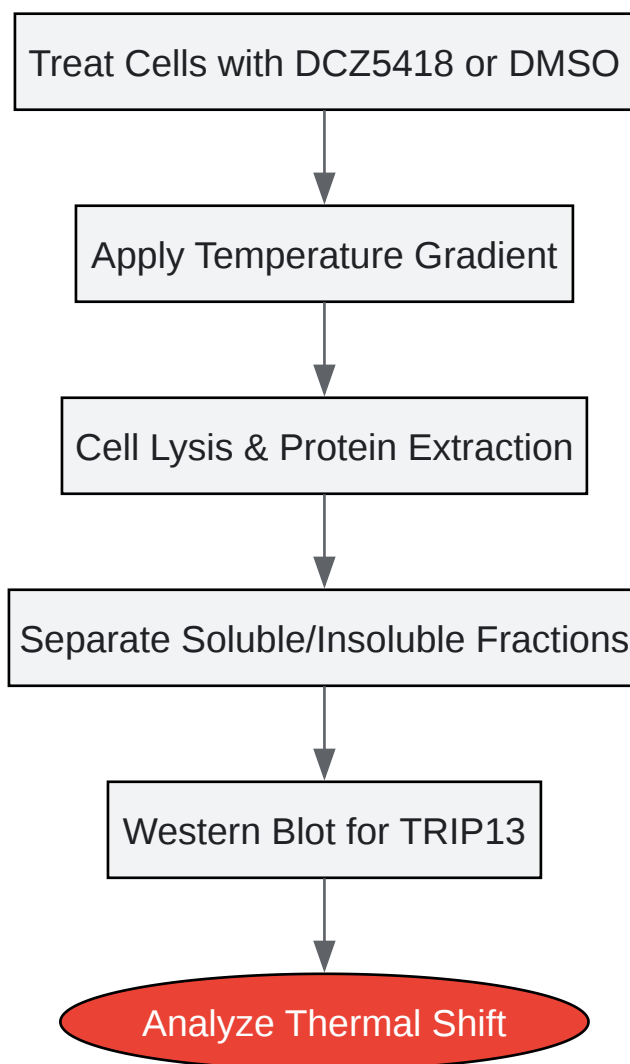 Treat Cells with DCZ5418 or DMSO
Apply Temperature Gradient
Cell Lysis & Protein Extraction
Separate Soluble/Insoluble Fractions
Western Blot for TRIP13
Analyze Thermal Shift